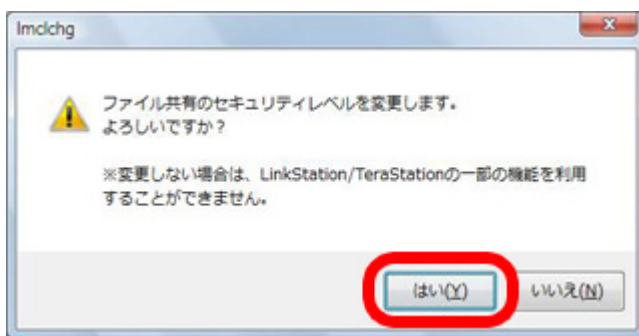 lmclchg
ファイル共有のセキュリティレベルを変更します。
よろしいですか？
※変更しない場合は、LinkStation/TeraStationの一部の機能を利用
することができません。
はい(Y)
いいえ(N)